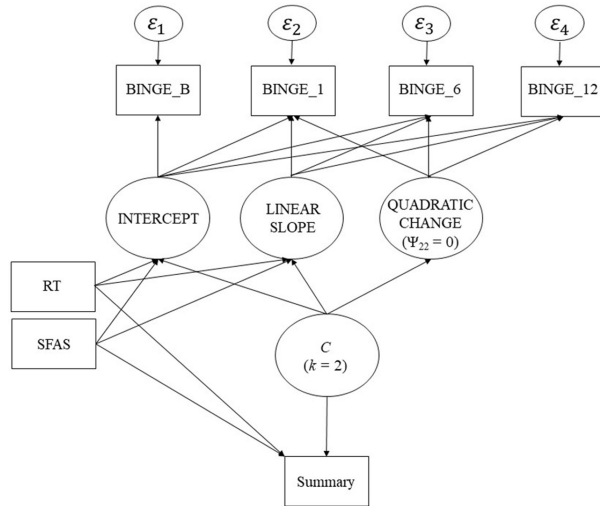 ε1 ε2 ε3 ε4
BINGE_B BINGE_1 BINGE_6 BINGE_12
INTERCEPT
LINEAR
SLOPE
QUADRATIC
CHANGE
(Ψ22 = 0)
RT
SFAS
C
(k = 2)
Summary